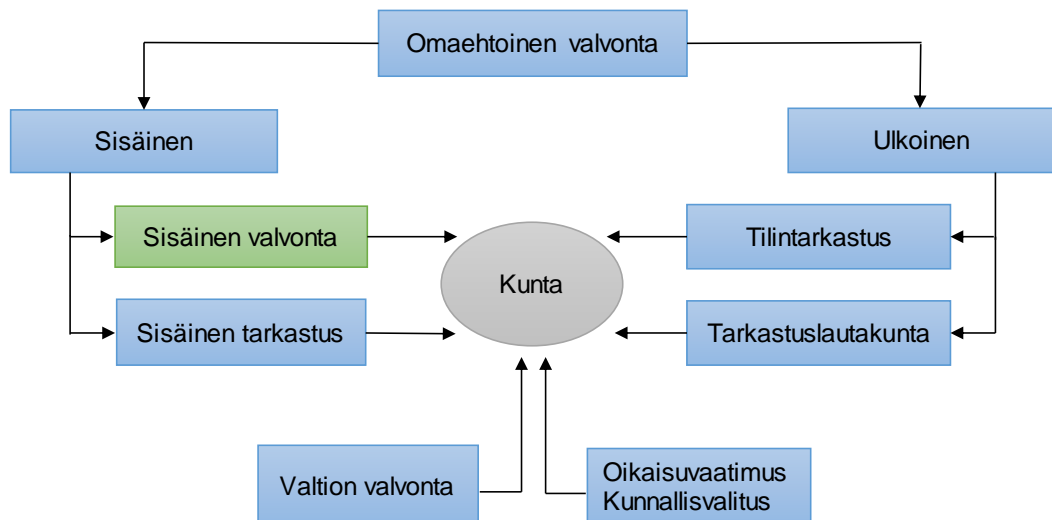 Omaehtoinen valvonta
Sisäinen
Ulkoinen
Sisäinen valvonta
Tilintarkastus
Kunta
Sisäinen tarkastus
Tarkastuslautakunta
Valtion valvonta
Oikaisuvaatimus
Kunnallisvalitus